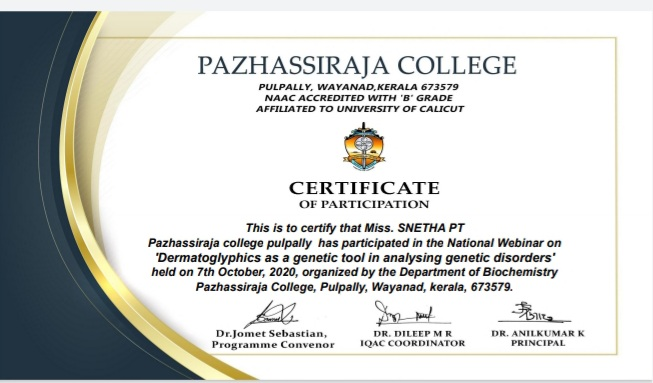 PAZHASSIRAJA COLLEGE
PULPALLY, WAYANAD,KERALA 673579
NAAC ACCREDITED WITH 'B' GRADE
AFFILIATED TO UNIVERSITY OF CALICUT
CERTIFICATE
OF PARTICIPATION
This is to certify that Miss. SNETHA PT
Pazhassiraja college pulpally has participated in the National Webinar on
'Dermatoglyphics as a genetic tool in analysing genetic disorders'
held on 7th October, 2020, organized by the Department of Biochemistry
Pazhassiraja College, Pulpally, Wayanad, kerala, 673579.
Dr.Jomet Sebastian,
Programme Convenor
DR. DILEEP M R
IQAC COORDINATOR
DR. ANILKUMAR K
PRINCIPAL